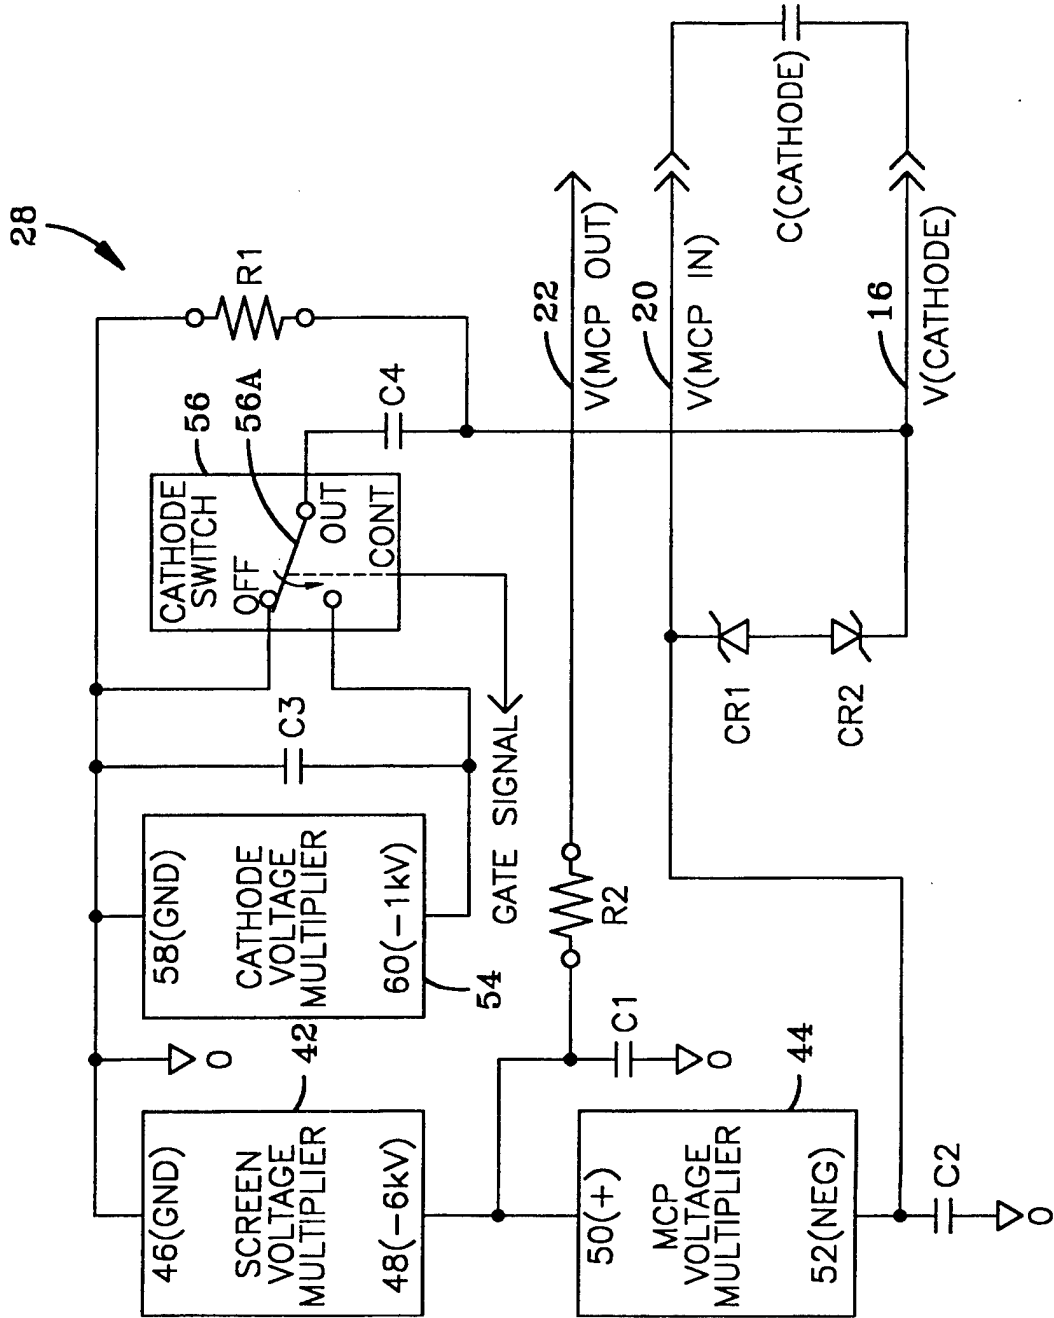 28
46(GND)
SCREEN
VOLTAGE
MULTIPLIER
48(-6kV)
42
0
58(GND)
CATHODE
VOLTAGE
MULTIPLIER
60(-1kV)
54
C3
CATHODE
SWITCH
OFF
OUT
CONT
56
56A
R1
C4
GATE SIGNAL
50(+)
MCP
VOLTAGE
MULTIPLIER
52(NEG)
44
C1
0
R2
C2
0
22
V(MCP OUT)
20
V(MCP IN)
16
V(CATHODE)
C(CATHODE)
CR1
CR2